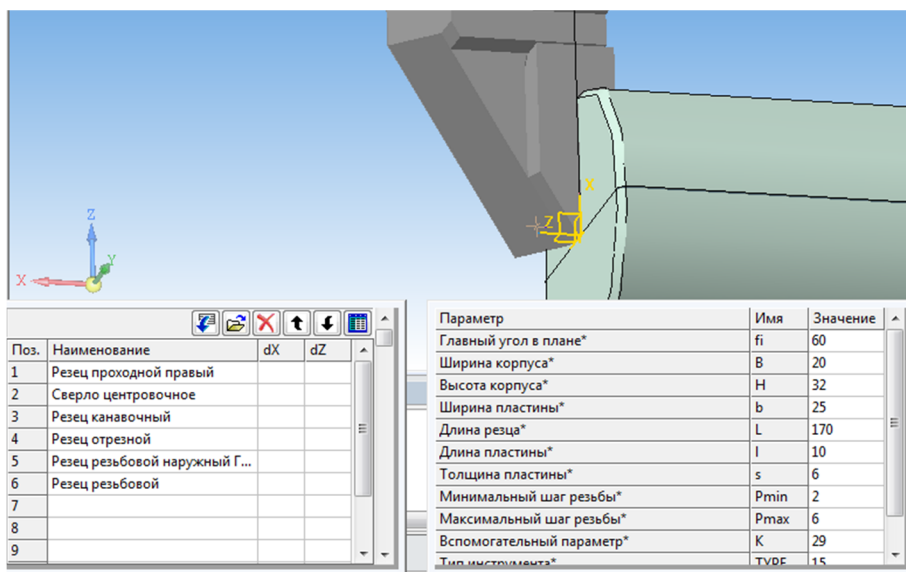 X
Z
Z
Y
X
Поз. Наименование dX dZ
1 Резец проходной правый
2 Сверло центровочное
3 Резец канавочный
4 Резец отрезной
5 Резец резьбовой наружный Г...
6 Резец резьбовой
7
8
9
Параметр Имя Значение
Главный угол в плане* fi 60
Ширина корпуса* B 20
Высота корпуса* H 32
Ширина пластины* b 25
Длина резца* L 170
Длина пластины* l 10
Толщина пластины* s 6
Минимальный шаг резьбы* Pmin 2
Максимальный шаг резьбы* Pmax 6
Вспомогательный параметр* K 29
Тип инструмента* TYPE 15